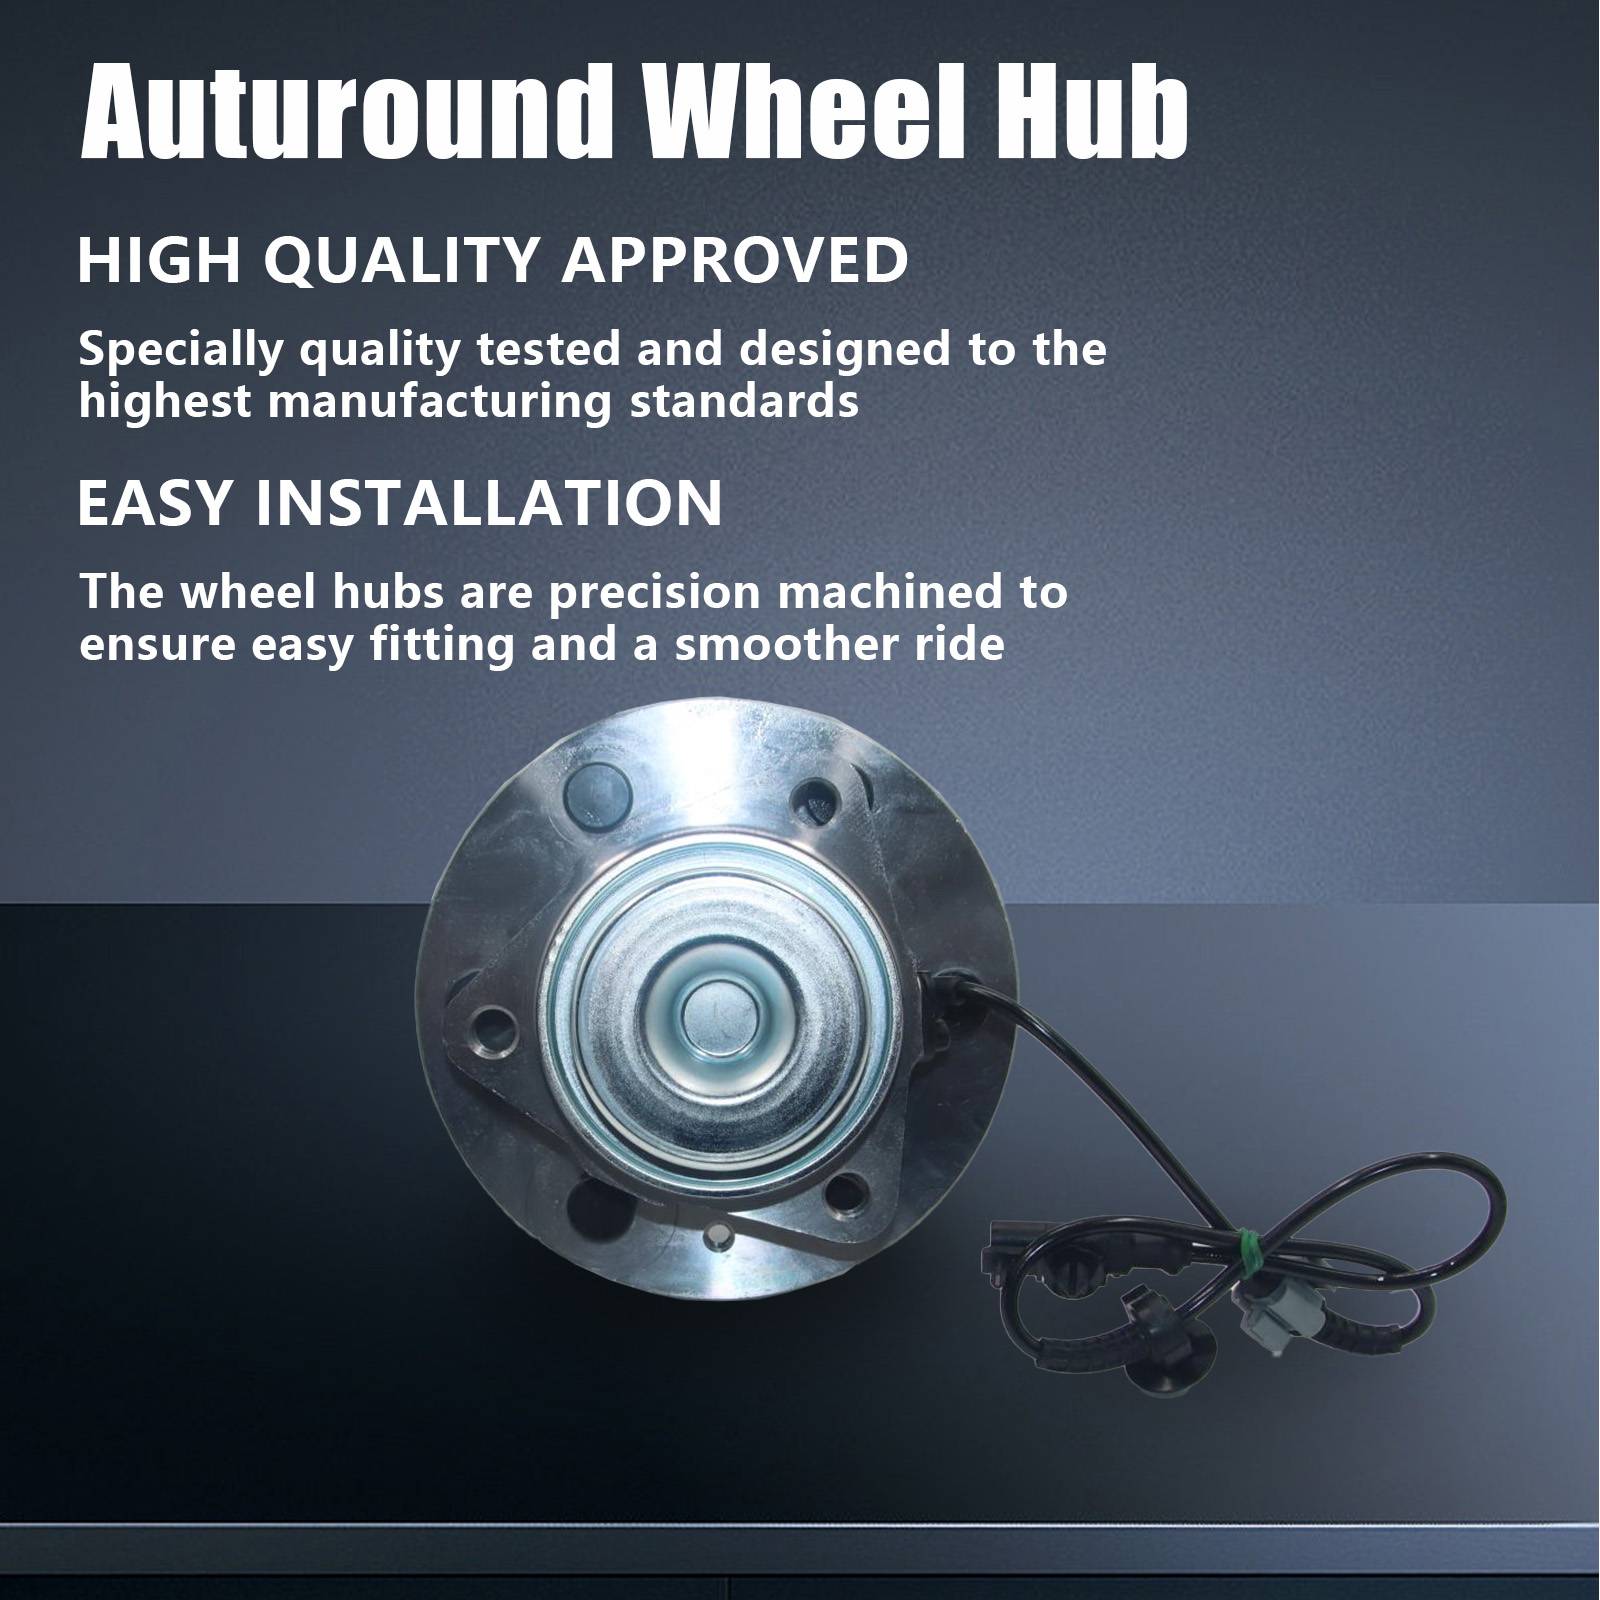 Auturound Wheel Hub
HIGH QUALITY APPROVED
Specially quality tested and designed to the
highest manufacturing standards
EASY INSTALLATION
The wheel hubs are precision machined to
ensure easy fitting and a smoother ride